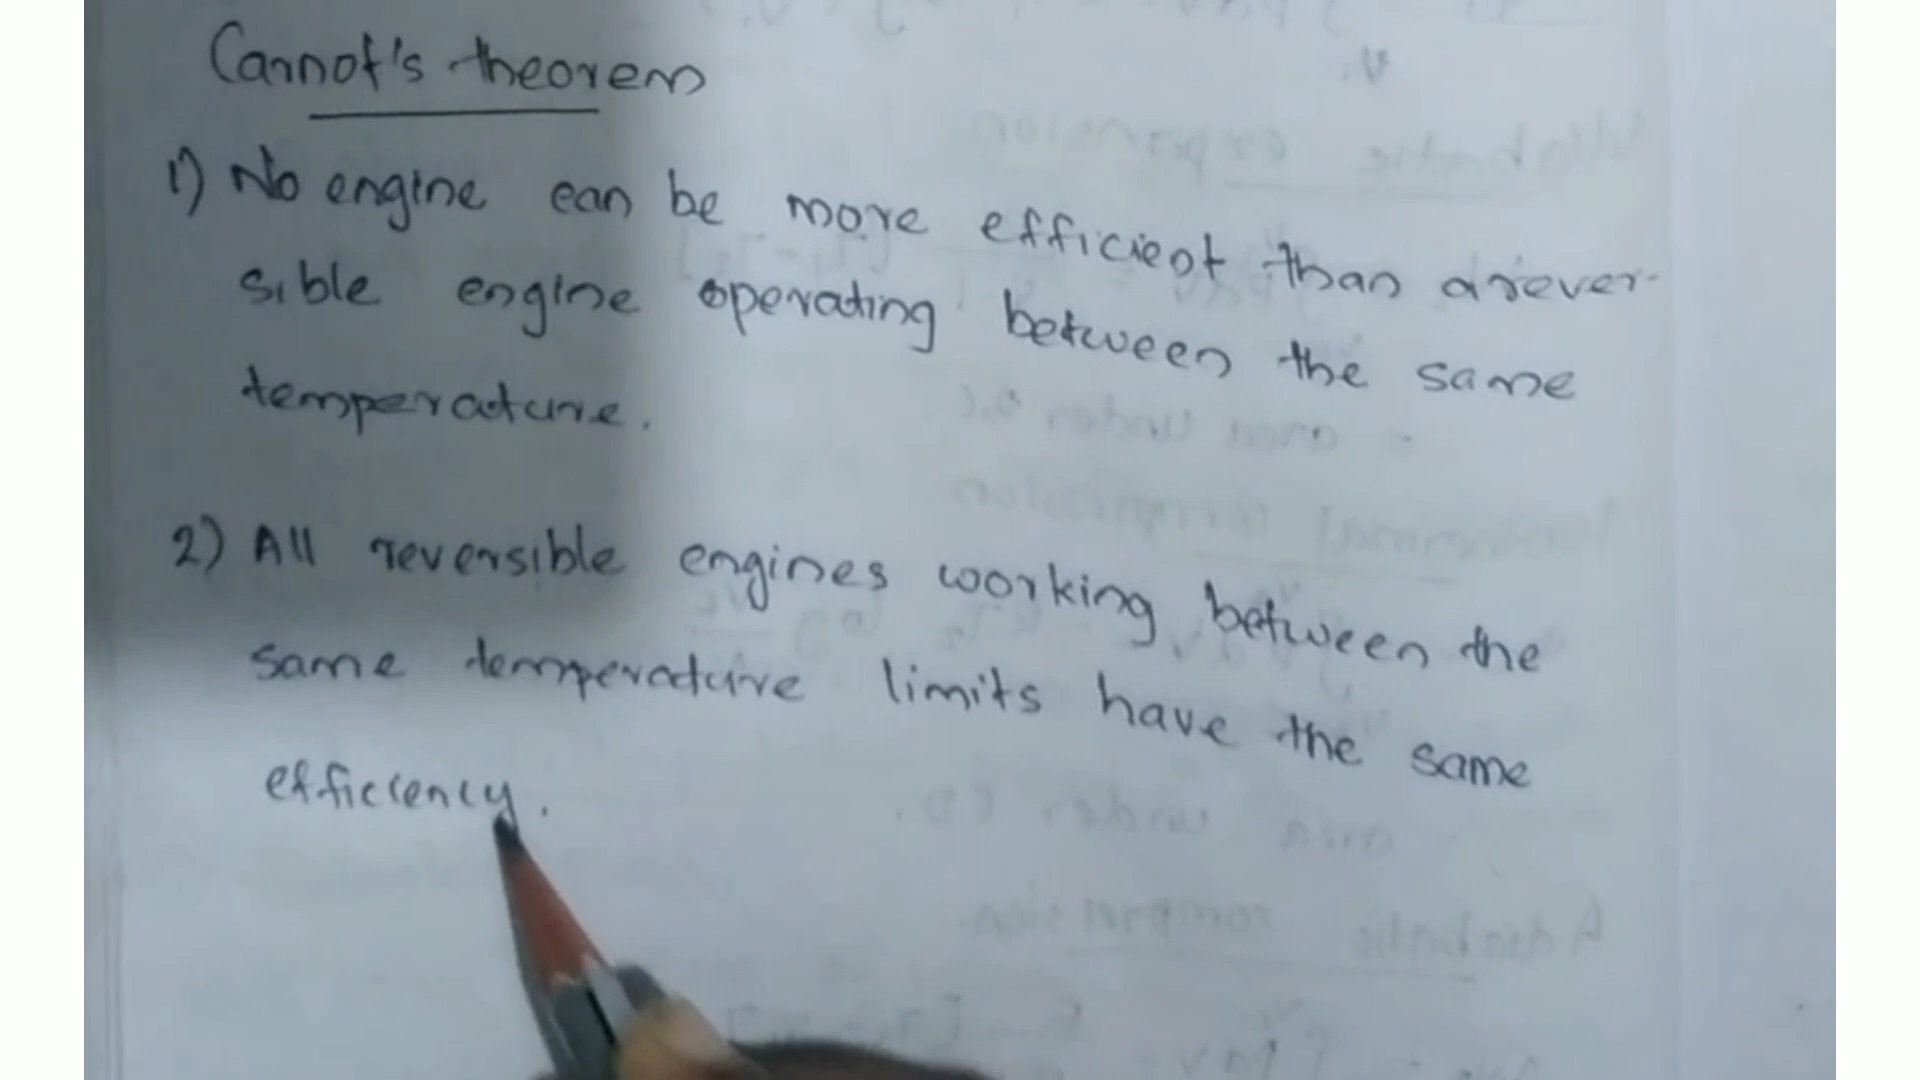 Carnot's theorem
1) No engine can be more efficient than a rever-
sible engine operating between the same
temperature.
2) All reversible engines working between the
same temperature limits have the same
efficiency.